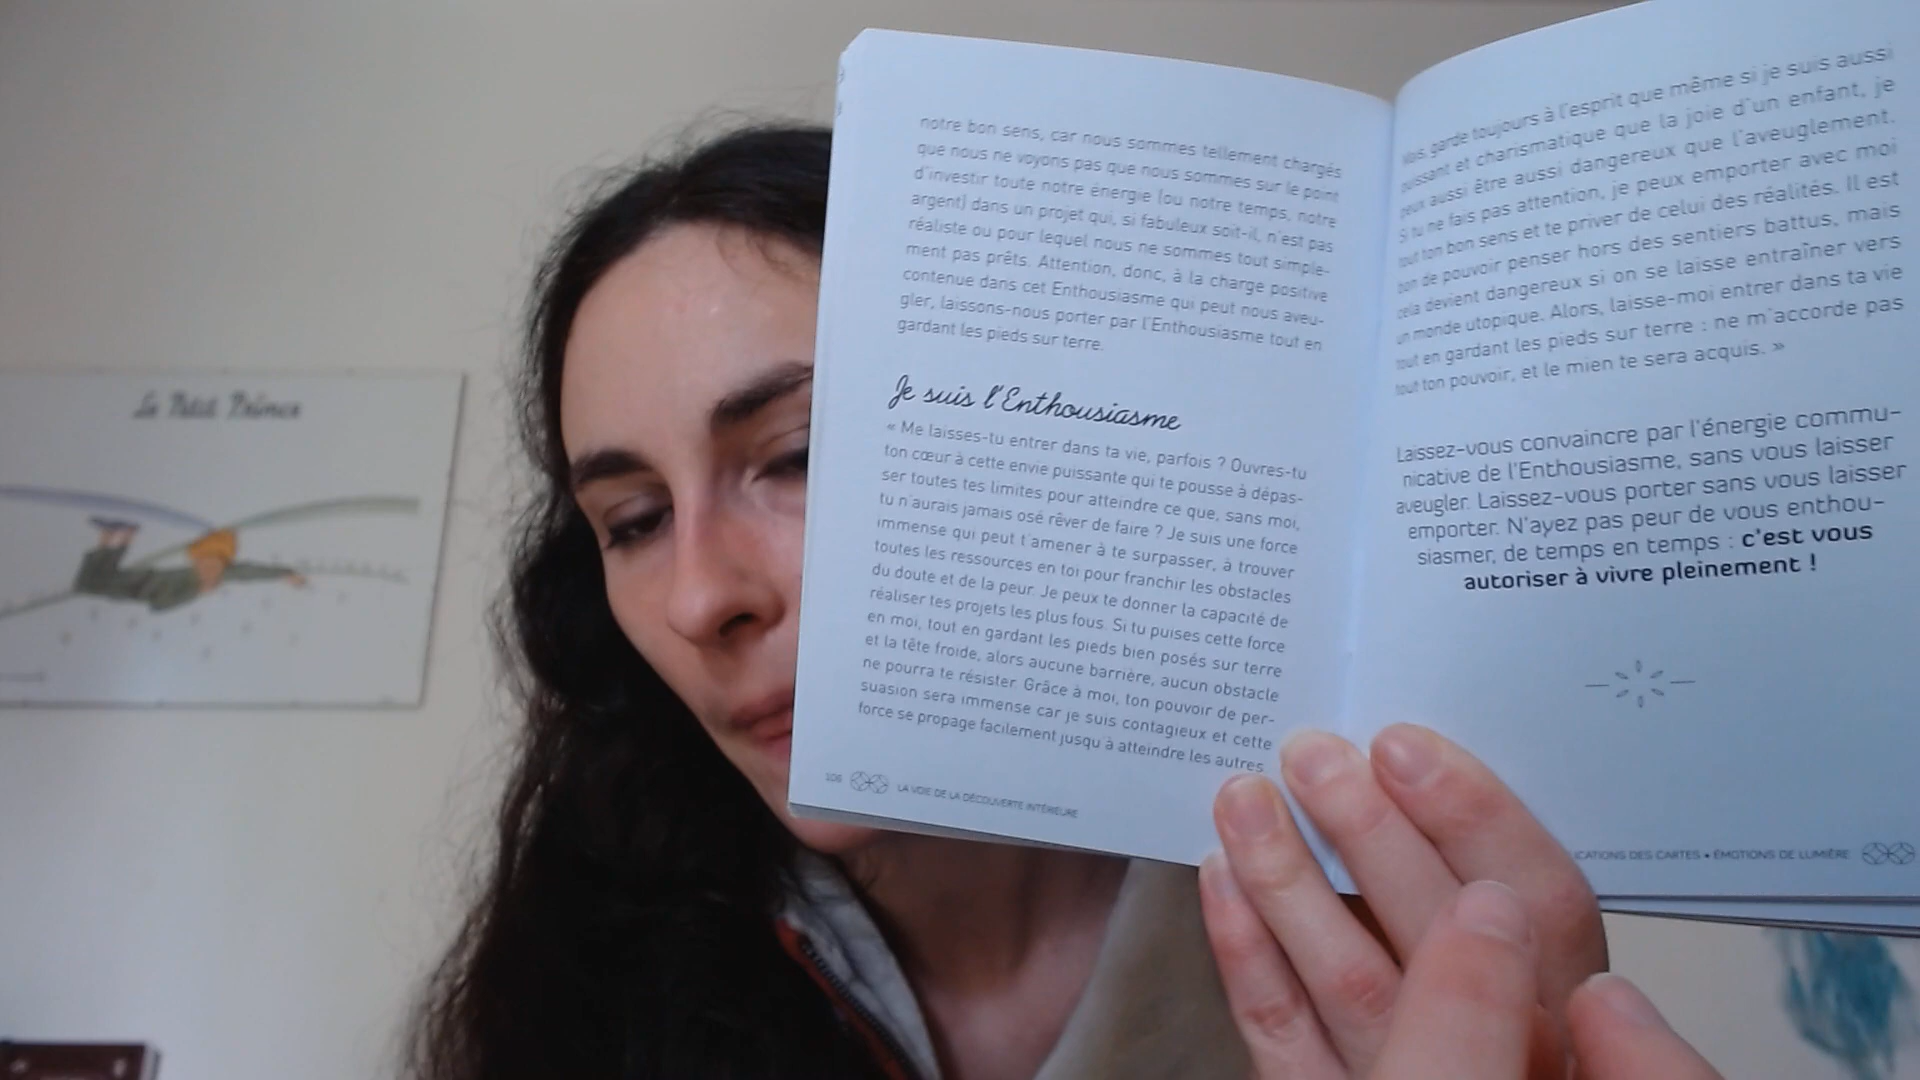 Le Petit Prince
notre bon sens, car nous sommes tellement chargés
que nous ne voyons pas que nous sommes sur le point
d'investir toute notre énergie (ou notre temps, notre
argent) dans un projet qui, si fabuleux soit-il, n'est pas
réaliste ou pour lequel nous ne sommes tout simple-
ment pas prêts. Attention, donc, à la charge positive
contenue dans cet Enthousiasme qui peut nous aveu-
gler, laissons-nous porter par l'Enthousiasme tout en
gardant les pieds sur terre.
Je suis l'Enthousiasme
« Me laisses-tu entrer dans ta vie, parfois ? Ouvres-tu
ton cœur à cette envie puissante qui te pousse à dépas-
ser toutes tes limites pour atteindre ce que, sans moi,
tu n'aurais jamais osé rêver de faire ? Je suis une force
immense qui peut t'amener à te surpasser, à trouver
toutes les ressources en toi pour franchir les obstacles
du doute et de la peur. Je peux te donner la capacité de
réaliser tes projets les plus fous. Si tu puises cette force
en moi, tout en gardant les pieds bien posés sur terre
et la tête froide, alors aucune barrière, aucun obstacle
ne pourra te résister. Grâce à moi, ton pouvoir de per-
suasion sera immense car je suis contagieux et cette
force se propage facilement jusqu'à atteindre les autres
LA VOIE DE LA DÉCOUVERTE INTÉRIEURE
garde toujours à l'esprit que même si je suis aussi
puissant et charismatique que la joie d'un enfant, je
peux aussi être aussi dangereux que l'aveuglement.
Si tu ne fais pas attention, je peux emporter avec moi
tout ton bon sens et te priver de celui des réalités. Il est
bon de pouvoir penser hors des sentiers battus, mais
cela devient dangereux si on se laisse entraîner vers
un monde utopique. Alors, laisse-moi entrer dans ta vie
tout en gardant les pieds sur terre : ne m'accorde pas
tout ton pouvoir, et le mien te sera acquis. »
Laissez-vous convaincre par l'énergie commu-
nicative de l'Enthousiasme, sans vous laisser
aveugler. Laissez-vous porter sans vous laisser
emporter. N'ayez pas peur de vous enthou-
siasmer, de temps en temps : c'est vous
autoriser à vivre pleinement !
ICATIONS DES CARTES • ÉMOTIONS DE LUMIÈRE